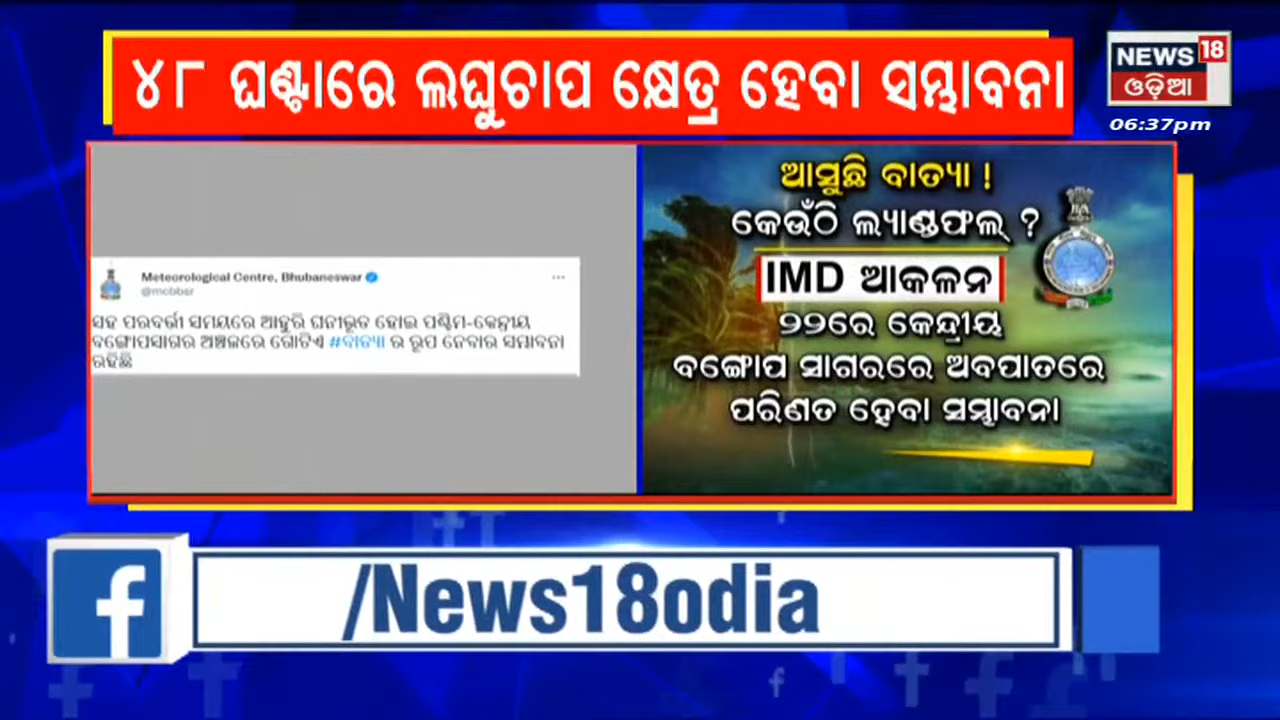 ୪୮ ଘଣ୍ଟାରେ ଲଘୁଚାପ କ୍ଷେତ୍ର ହେବା ସମ୍ଭାବନା
NEWS 18
ଓଡ଼ିଆ
06:37pm
Meteorological Centre, Bhubaneswar
@mcbbsr
ସହ ପରବର୍ତ୍ତୀ ସମୟରେ ଆହୁରି ଘନୀଭୂତ ହୋଇ ପଶ୍ଚିମ-କେନ୍ଦ୍ରୀୟ
ବଙ୍ଗୋପସାଗର ଅଞ୍ଚଳରେ ଗୋଟିଏ #ବାତ୍ୟା ର ରୂପ ନେବାର ସମ୍ଭାବନା
ରହିଛି
ଆସୁଛି ବାତ୍ୟା !
କେଉଁଠି ଲ୍ୟାଣ୍ଡଫଲ୍ ?
IMD ଆକଳନ
୨୨ରେ କେନ୍ଦ୍ରୀୟ
ବଙ୍ଗୋପ ସାଗରରେ ଅବପାତରେ
ପରିଣତ ହେବା ସମ୍ଭାବନା
/News18odia